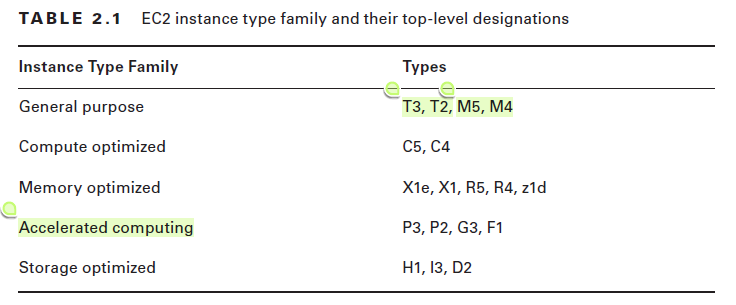 TABLE 2.1 EC2 instance type family and their top-level designations
Instance Type Family Types
General purpose T3, T2, M5, M4
Compute optimized C5, C4
Memory optimized X1e, X1, R5, R4, z1d
Accelerated computing P3, P2, G3, F1
Storage optimized H1, I3, D2